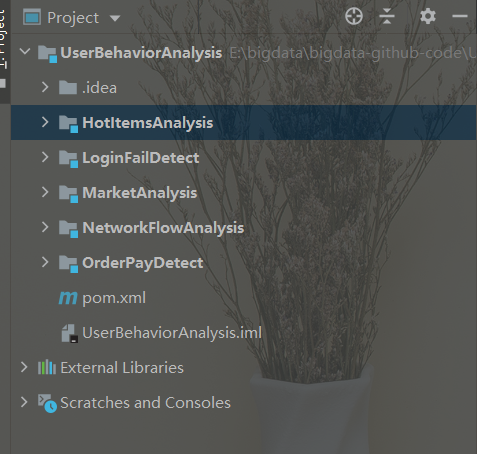 Project
Project
UserBehaviorAnalysis E:\bigdata\bigdata-github-code\U
.idea
HotItemsAnalysis
LoginFailDetect
MarketAnalysis
NetworkFlowAnalysis
OrderPayDetect
m pom.xml
UserBehaviorAnalysis.iml
External Libraries
Scratches and Consoles